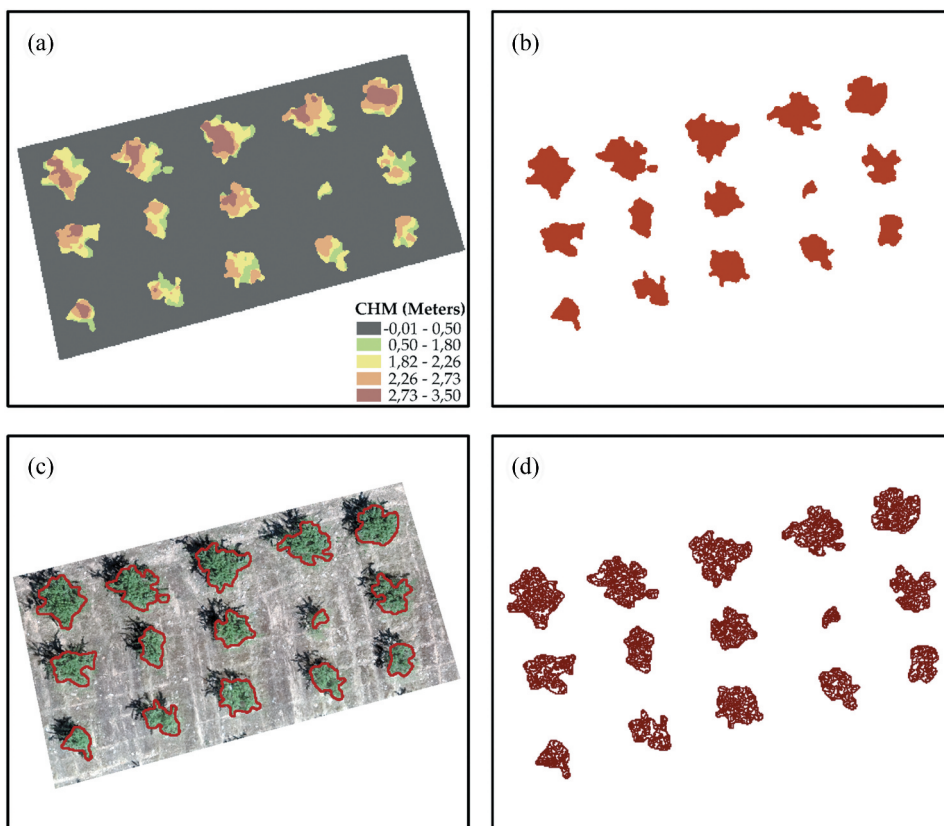 (a)
(b)
CHM (Meters)
-0,01 - 0,50
0,50 - 1,80
1,82 - 2,26
2,26 - 2,73
2,73 - 3,50
(c)
(d)